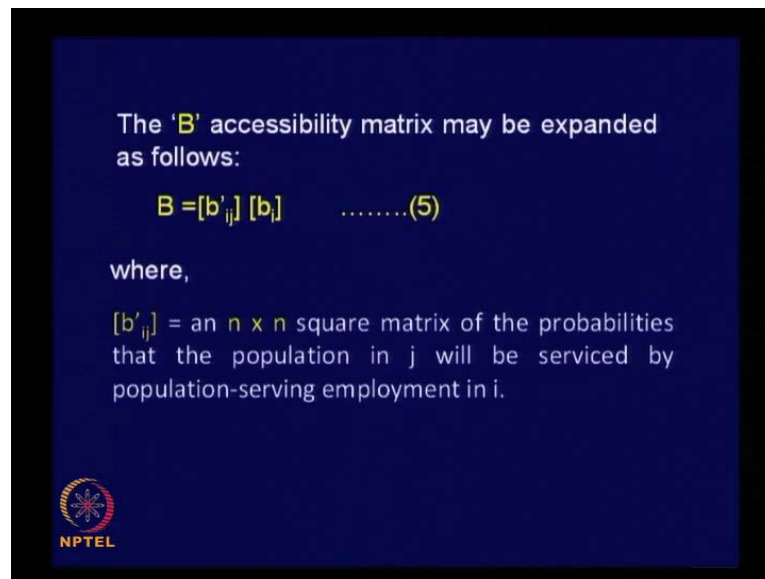 The ‘B’ accessibility matrix may be expanded
as follows:
B =[b’ij] [bi] ........(5)
where,
[b′ij] = an n x n square matrix of the probabilities
that the population in j will be serviced by
population-serving employment in i.
NPTEL